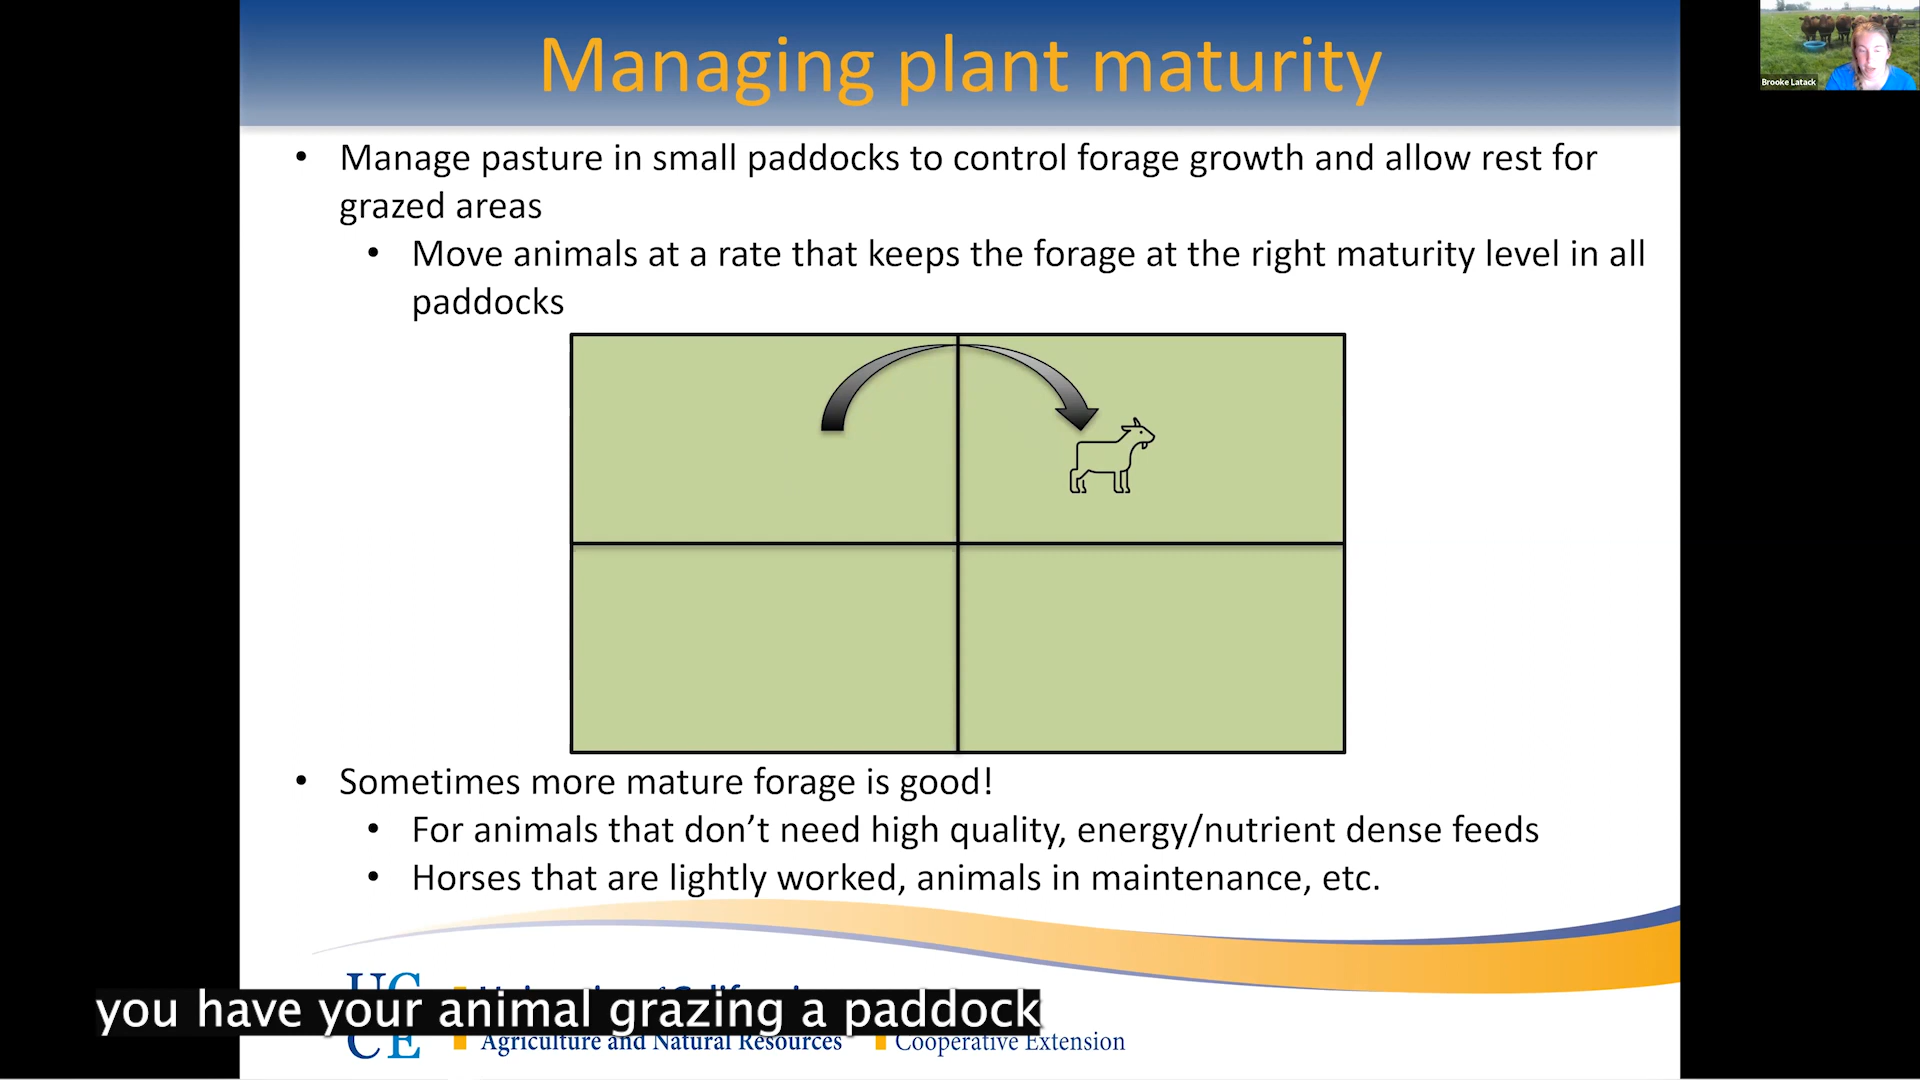 Managing plant maturity
Brooke Latack
• Manage pasture in small paddocks to control forage growth and allow rest for
grazed areas
• Move animals at a rate that keeps the forage at the right maturity level in all
paddocks
• Sometimes more mature forage is good!
• For animals that don’t need high quality, energy/nutrient dense feeds
• Horses that are lightly worked, animals in maintenance, etc.
UC
CE
you have your animal grazing a paddock
Agriculture and Natural Resources
Cooperative Extension